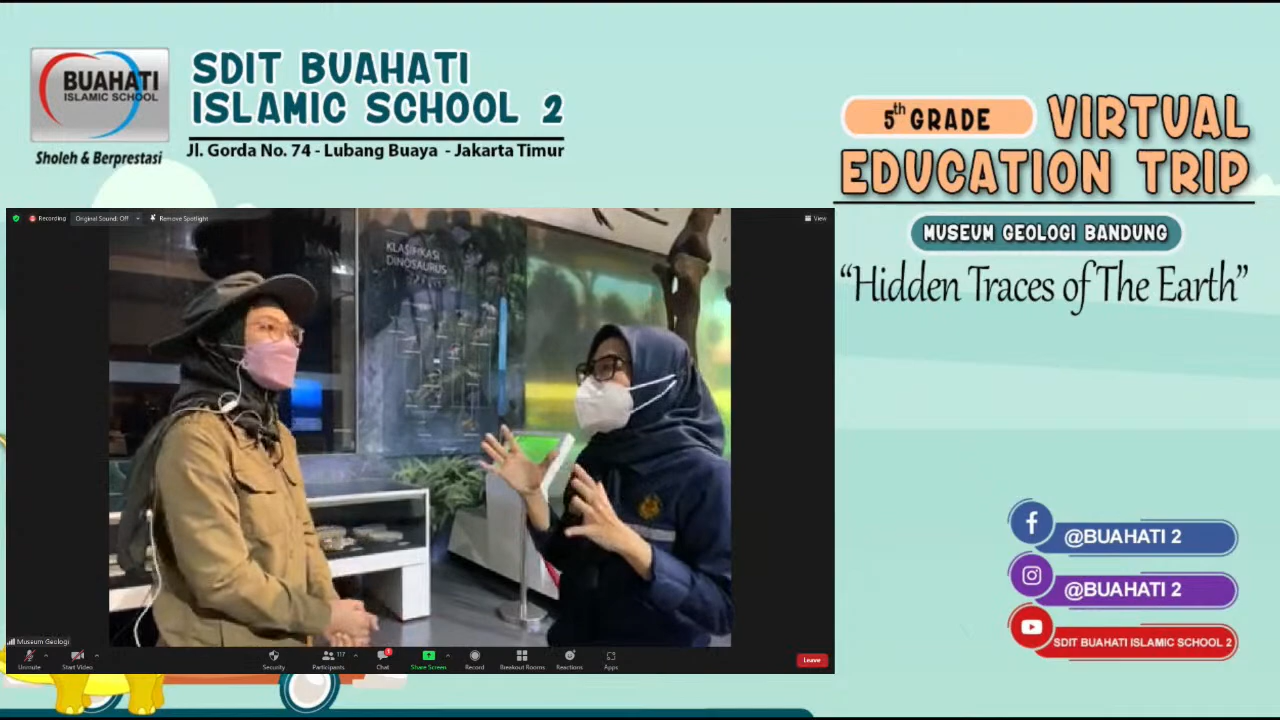 BUAHATI
ISLAMIC SCHOOL
Sholeh & Berprestasi
SDIT BUAHATI
ISLAMIC SCHOOL 2
Jl. Gorda No. 74 - Lubang Buaya - Jakarta Timur
5th GRADE VIRTUAL
EDUCATION TRIP
MUSEUM GEOLOGI BANDUNG
“Hidden Traces of The Earth”
Recording
Original Sound: Off
Remove Spotlight
View
KLASIFIKASI
DINOSAURUS
Museum Geologi
Unmute
Start Video
Security
Participants
117
Chat
1
Share Screen
Record
Breakout Rooms
Reactions
Apps
Leave
@BUAHATI 2
@BUAHATI 2
SDIT BUAHATI ISLAMIC SCHOOL 2